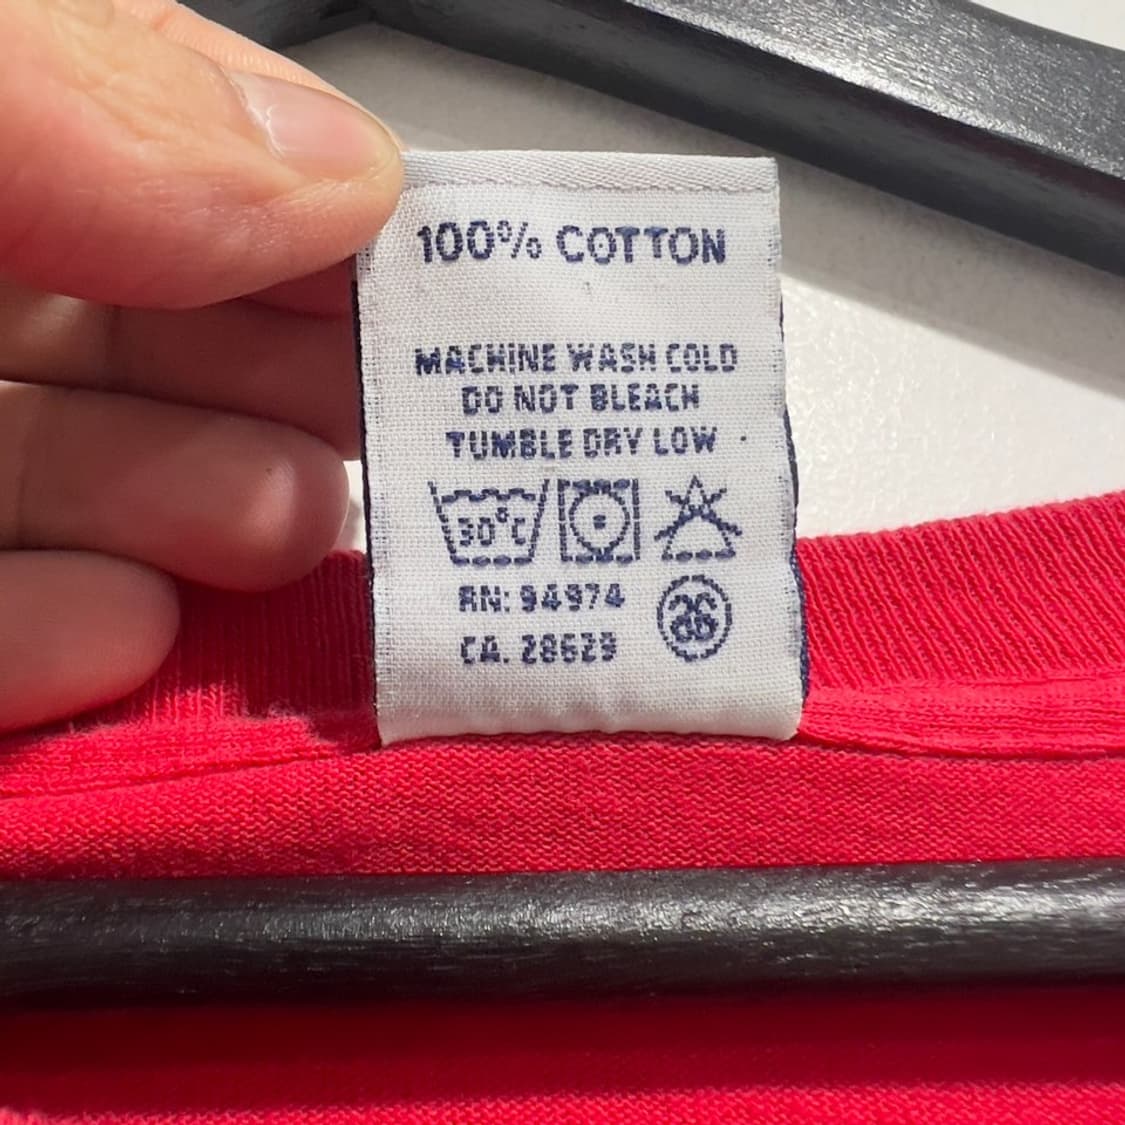 100% COTTON
MACHINE WASH COLD
DO NOT BLEACH
TUMBLE DRY LOW
30°C
RN: 94974
CA. 28629